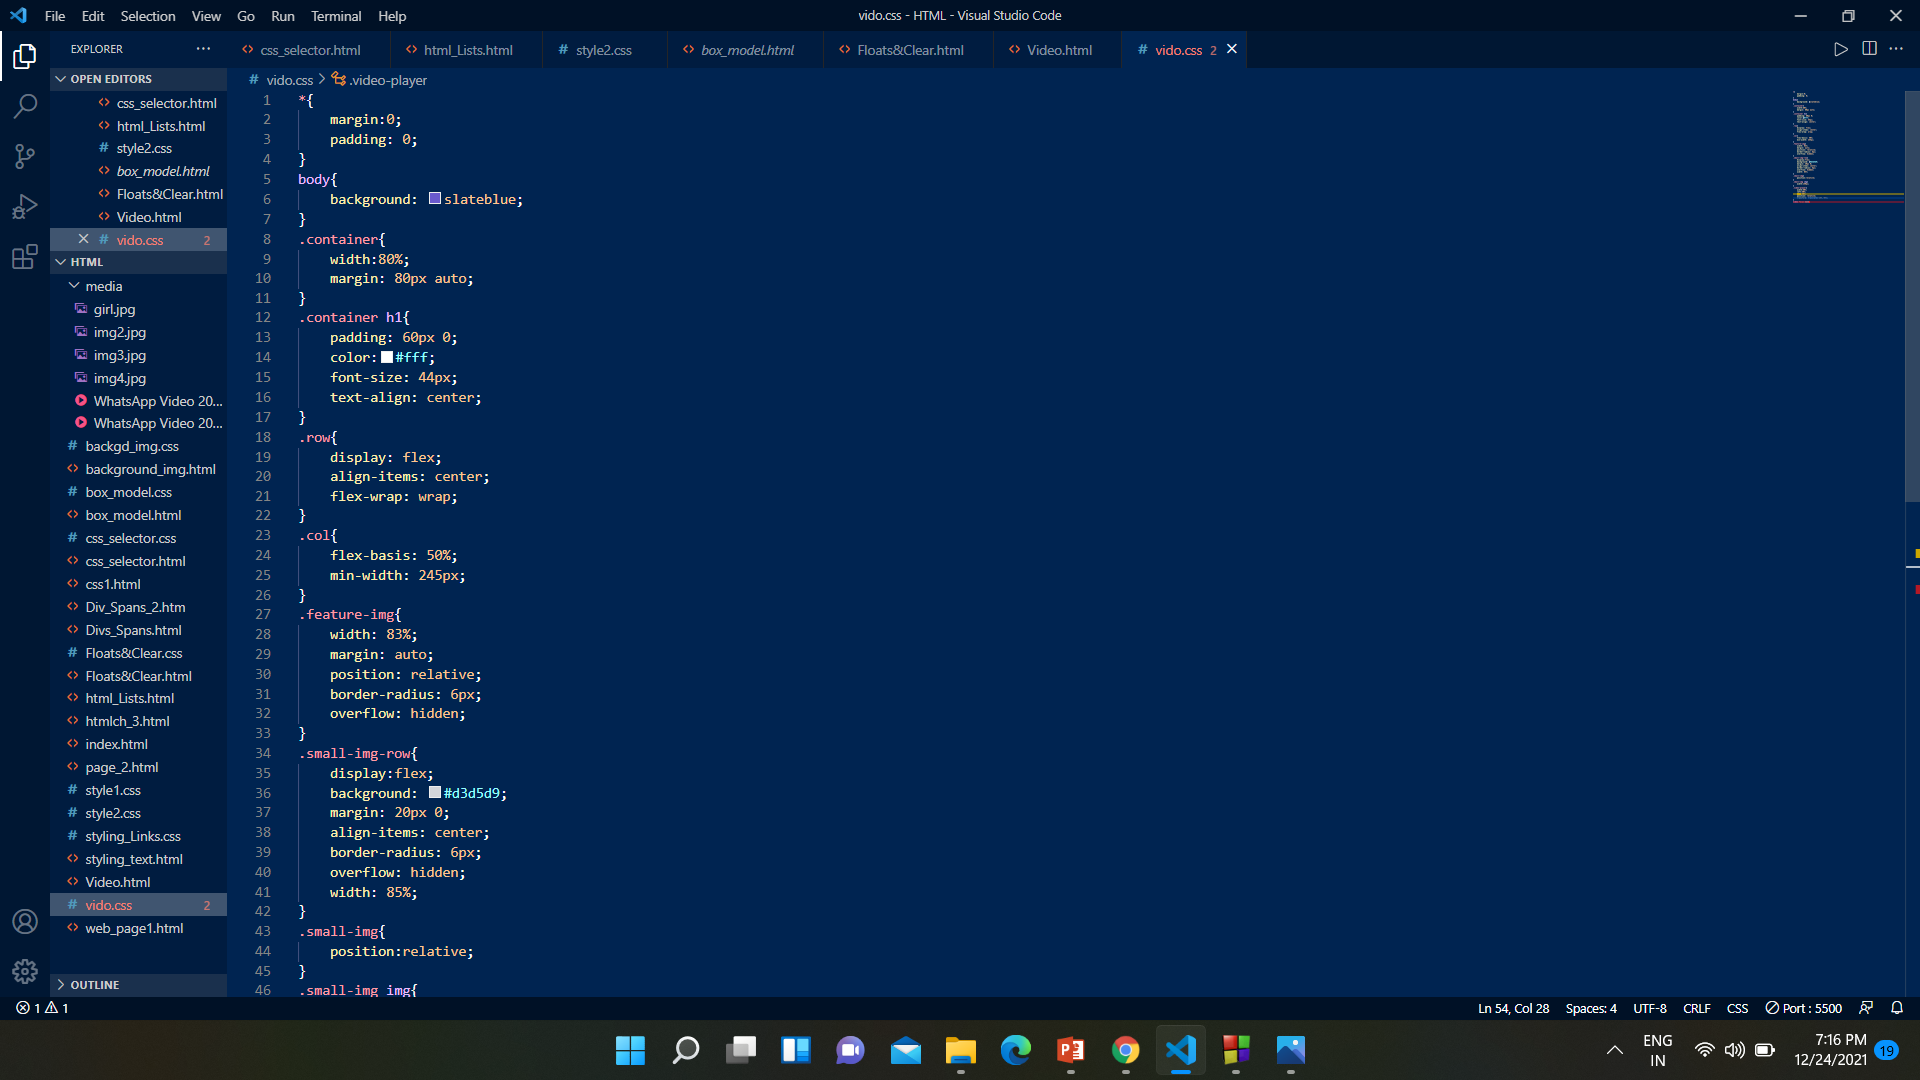 File Edit Selection View Go Run Terminal Help
vido.css - HTML - Visual Studio Code
EXPLORER
css_selector.html html_Lists.html style2.css box_model.html Floats&Clear.html Video.html vido.css 2
OPEN EDITORS
css_selector.html
html_Lists.html
style2.css
box_model.html
Floats&Clear.html
Video.html
vido.css 2
HTML
media
girl.jpg
img2.jpg
img3.jpg
img4.jpg
WhatsApp Video 20...
WhatsApp Video 20...
backgd_img.css
background_img.html
box_model.css
box_model.html
css_selector.css
css_selector.html
css1.html
Div_Spans_2.htm
Divs_Spans.html
Floats&Clear.css
Floats&Clear.html
html_Lists.html
htmlch_3.html
index.html
page_2.html
style1.css
style2.css
styling_Links.css
styling_text.html
Video.html
vido.css 2
web_page1.html
OUTLINE
vido.css > .video-player
1 *{
2 margin:0;
3 padding: 0;
4 }
5 body{
6 background: slateblue;
7 }
8 .container{
9 width:80%;
10 margin: 80px auto;
11 }
12 .container h1{
13 padding: 60px 0;
14 color: #fff;
15 font-size: 44px;
16 text-align: center;
17 }
18 .row{
19 display: flex;
20 align-items: center;
21 flex-wrap: wrap;
22 }
23 .col{
24 flex-basis: 50%;
25 min-width: 245px;
26 }
27 .feature-img{
28 width: 83%;
29 margin: auto;
30 position: relative;
31 border-radius: 6px;
32 overflow: hidden;
33 }
34 .small-img-row{
35 display:flex;
36 background: #d3d5d9;
37 margin: 20px 0;
38 align-items: center;
39 border-radius: 6px;
40 overflow: hidden;
41 width: 85%;
42 }
43 .small-img{
44 position:relative;
45 }
46 .small-img img{
1 1
Ln 54, Col 28 Spaces: 4 UTF-8 CRLF CSS Port : 5500
ENG
IN
7:16 PM
12/24/2021
19